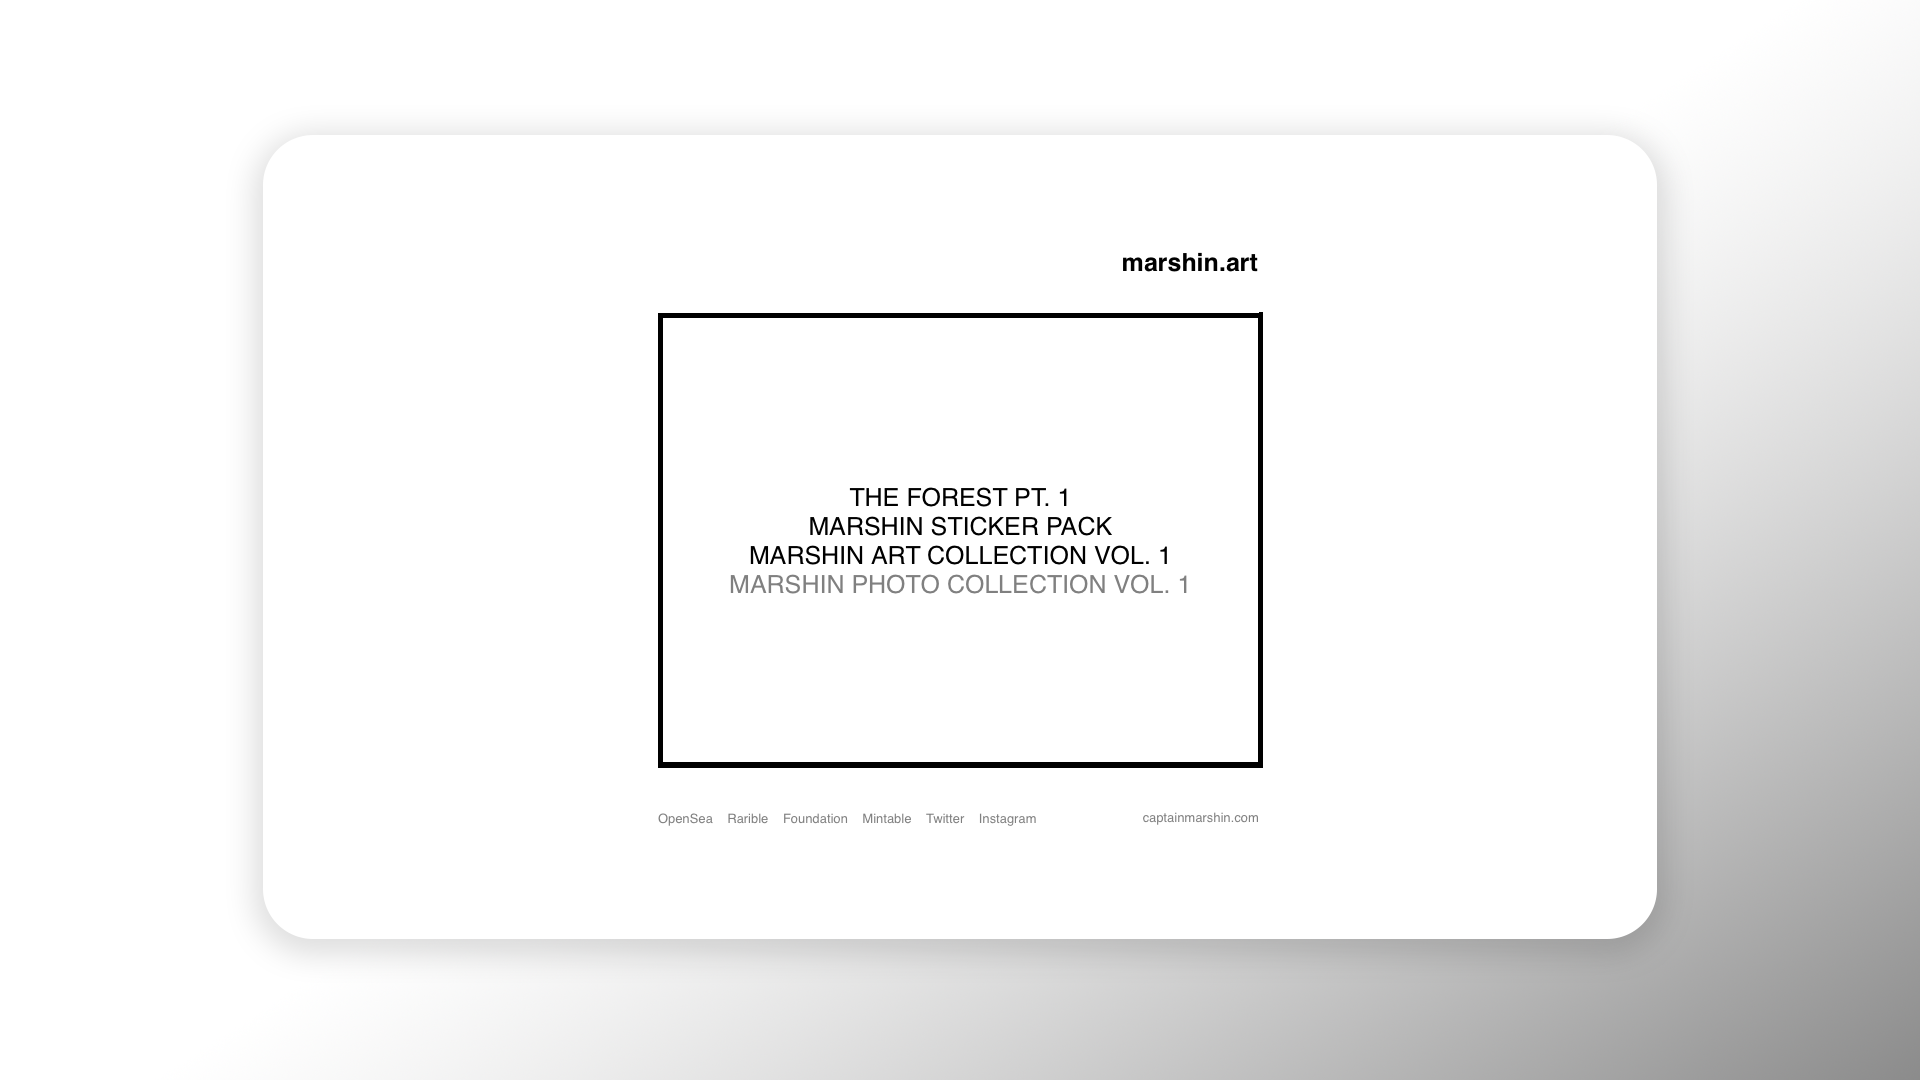 marshin.art
THE FOREST PT. 1
MARSHIN STICKER PACK
MARSHIN ART COLLECTION VOL. 1
MARSHIN PHOTO COLLECTION VOL. 1
OpenSea Rarible Foundation Mintable Twitter Instagram captainmarshin.com